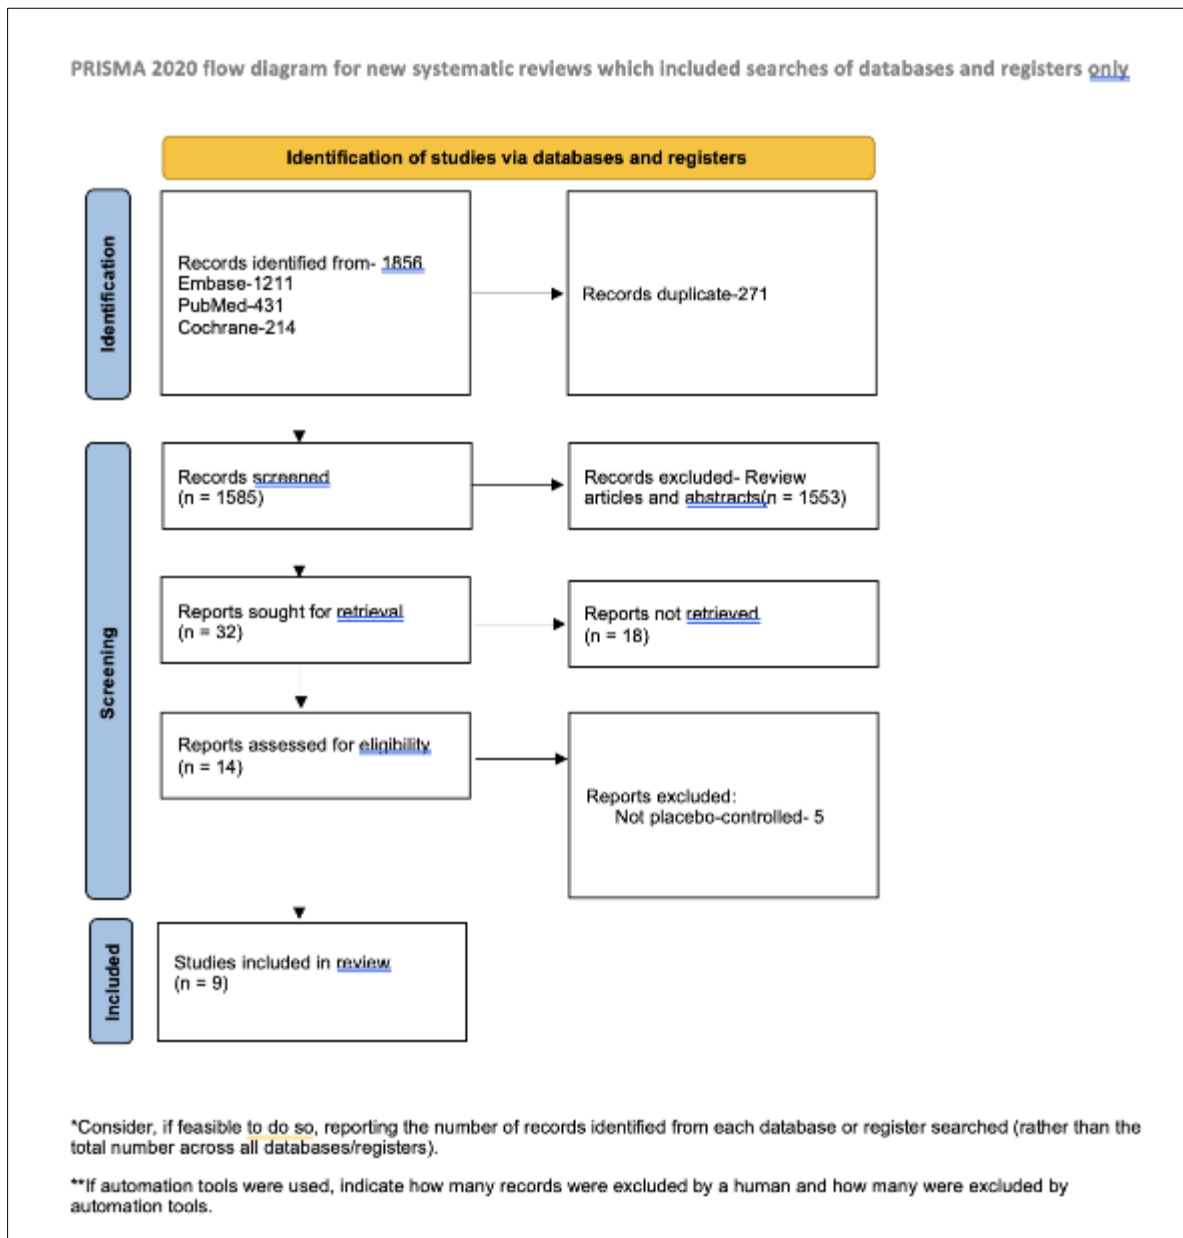 PRISMA 2020 flow diagram for new systematic reviews which included searches of databases and registers only
Identification of studies via databases and registers
Identification
Records identified from- 1856
Embase-1211
PubMed-431
Cochrane-214
Records duplicate-271
Screening
Records screened
(n = 1585)
Records excluded- Review
articles and abstracts(n = 1553)
Reports sought for retrieval
(n = 32)
Reports not retrieved
(n = 18)
Reports assessed for eligibility
(n = 14)
Reports excluded:
Not placebo-controlled- 5
Included
Studies included in review
(n = 9)
*Consider, if feasible to do so, reporting the number of records identified from each database or register searched (rather than the
total number across all databases/registers).
**If automation tools were used, indicate how many records were excluded by a human and how many were excluded by
automation tools.